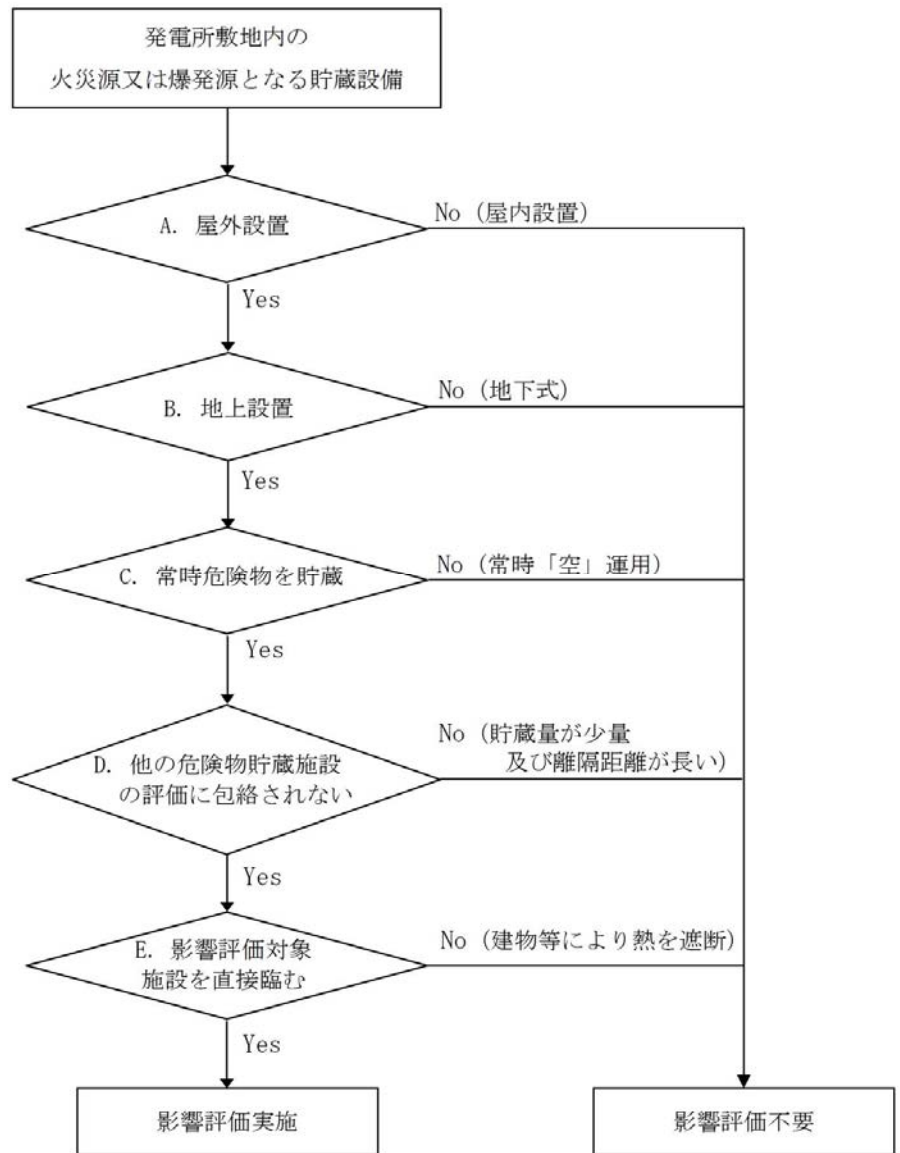 発電所敷地内の
火災源又は爆発源となる貯蔵設備
A. 屋外設置
No (屋内設置)
Yes
B. 地上設置
No (地下式)
Yes
C. 常時危険物を貯蔵
No (常時「空」運用)
Yes
No (貯蔵量が少量
及び離隔距離が長い)
D. 他の危険物貯蔵施設
の評価に包絡されない
Yes
E. 影響評価対象
施設を直接臨む
No (建物等により熱を遮断)
Yes
影響評価実施
影響評価不要